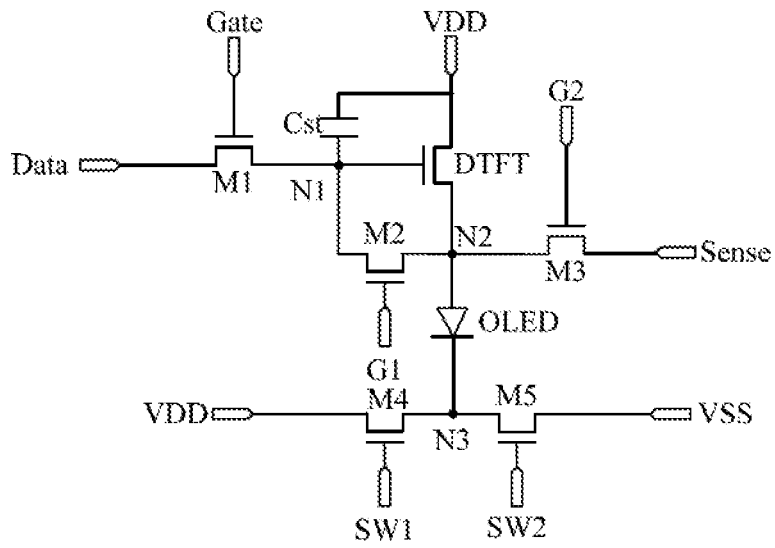 Gate
VDD
G2
Cst
Data
M1
N1
DTFT
M2
N2
M3
Sense
OLED
G1
VDD
M4
N3
M5
VSS
SW1
SW2